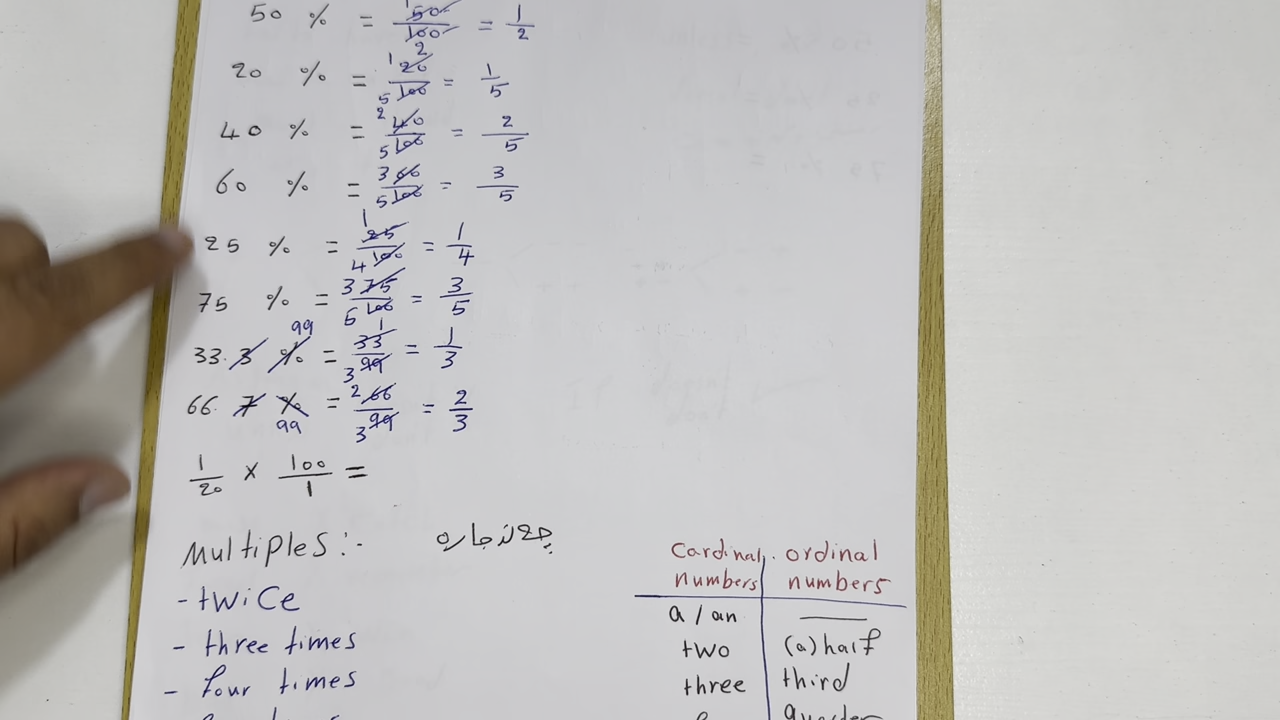 50 % = 50/100 = 1/2
20 % = 20/100 = 1/5
40 % = 40/100 = 2/5
60 % = 60/100 = 3/5
25 % = 25/100 = 1/4
75 % = 75/100 = 3/5
33.3 % 99 = 33/99 = 1/3
66.7 % 99 = 66/99 = 2/3
1/20 × 100/1 =
Multiples :-
- twice
- three times
- four times
cardinal numbers ordinal numbers
a / an ——
two (a) half
three third
quarter